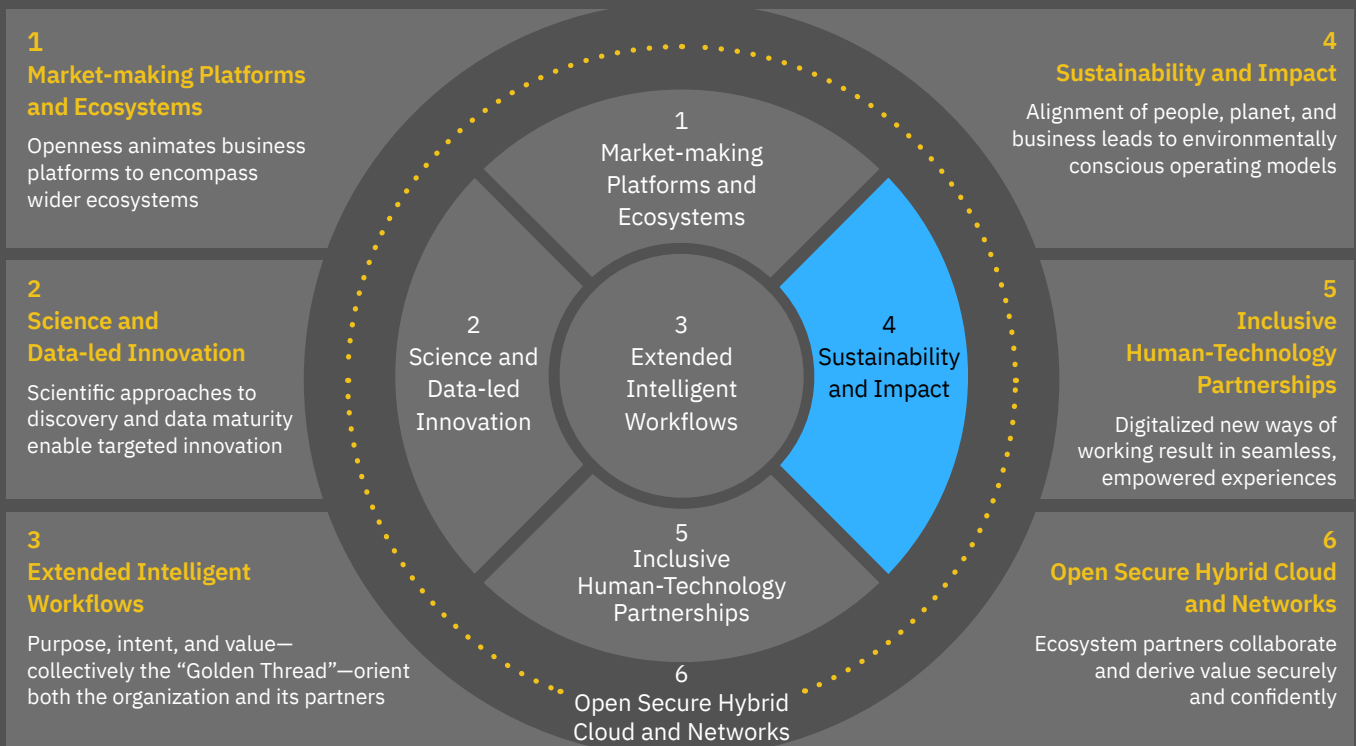 1
Market-making Platforms
and Ecosystems
Openness animates business
platforms to encompass
wider ecosystems
2
Science and
Data-led Innovation
Scientific approaches to
discovery and data maturity
enable targeted innovation
3
Extended Intelligent
Workflows
Purpose, intent, and value—
collectively the “Golden Thread”—orient
both the organization and its partners
1
Market-making
Platforms and
Ecosystems
2
Science and
Data-led
Innovation
3
Extended
Intelligent
Workflows
4
Sustainability
and Impact
5
Inclusive
Human-Technology
Partnerships
6
Open Secure Hybrid
Cloud and Networks
4
Sustainability and Impact
Alignment of people, planet, and
business leads to environmentally
conscious operating models
5
Inclusive
Human-Technology
Partnerships
Digitalized new ways of
working result in seamless,
empowered experiences
6
Open Secure Hybrid Cloud
and Networks
Ecosystem partners collaborate
and derive value securely
and confidently